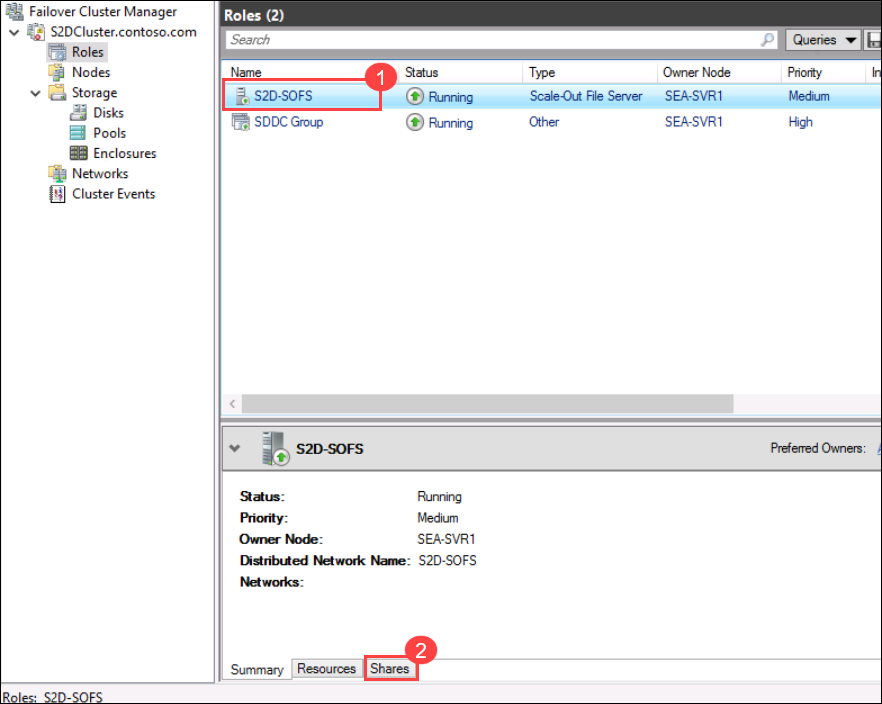 Failover Cluster Manager
S2DCluster.contoso.com
Roles
Nodes
Storage
Disks
Pools
Enclosures
Networks
Cluster Events
Roles (2)
Search
Queries
Name Status Type Owner Node Priority In
1
S2D-SOFS Running Scale-Out File Server SEA-SVR1 Medium
SDDC Group Running Other SEA-SVR1 High
S2D-SOFS Preferred Owners:
Status: Running
Priority: Medium
Owner Node: SEA-SVR1
Distributed Network Name: S2D-SOFS
Networks:
2
Summary Resources Shares
Roles: S2D-SOFS